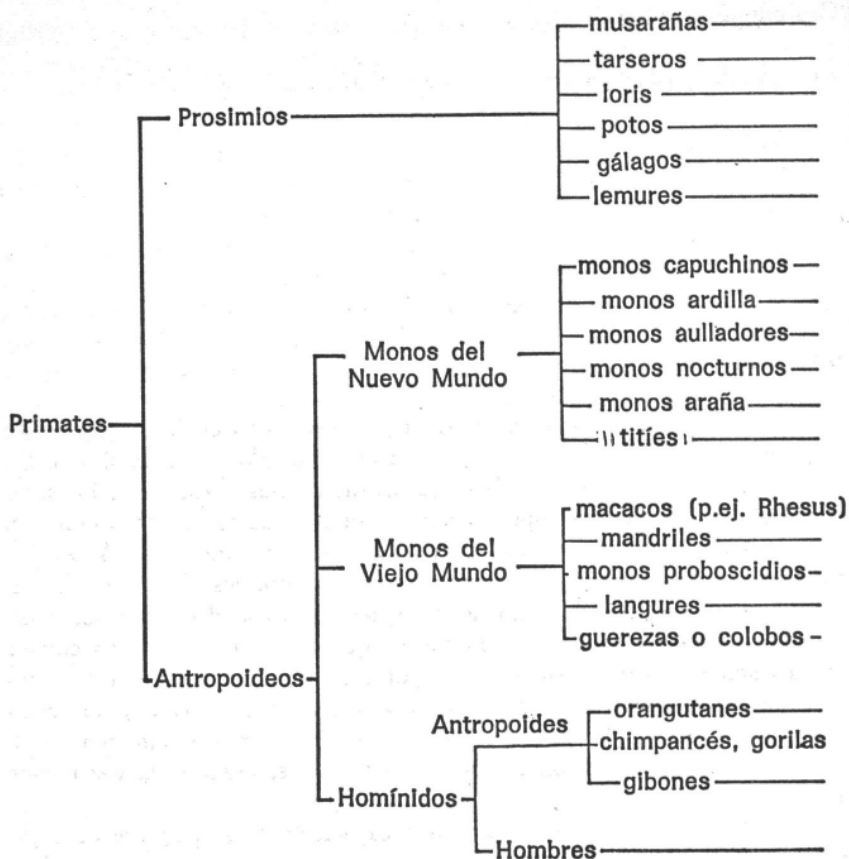 musarañas
tarseros
loris
Prosimios
potos
gálagos
lemures
monos capuchinos
monos ardilla
monos aulladores
Monos del
Nuevo Mundo
monos nocturnos
monos araña
titíes
Primates
macacos (p.ej. Rhesus)
mandriles
Monos del
Viejo Mundo
monos proboscidios
langures
guerezas o colobos
Antropoideos
Antropoides
orangutanes
chimpancés, gorilas
gibones
Homínidos
Hombres